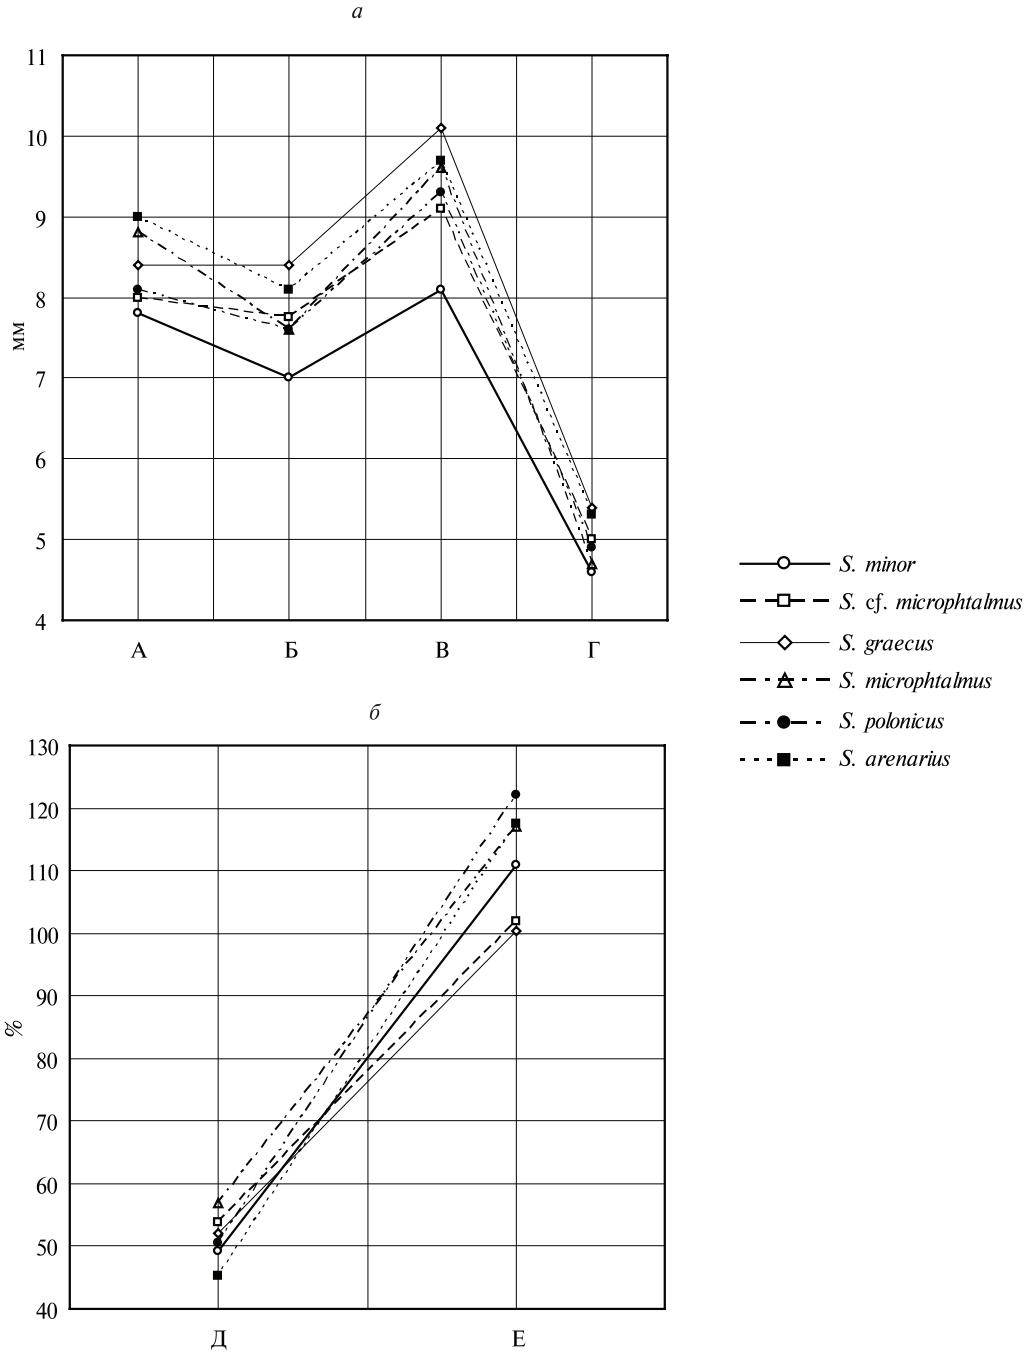 а
11
10
9
8
7
6
5
4
мм
А Б В Г
S. minor
S. cf. microphtalmus
S. graecus
S. microphtalmus
S. polonicus
S. arenarius
б
130
120
110
100
90
80
70
60
50
40
%
Д Е